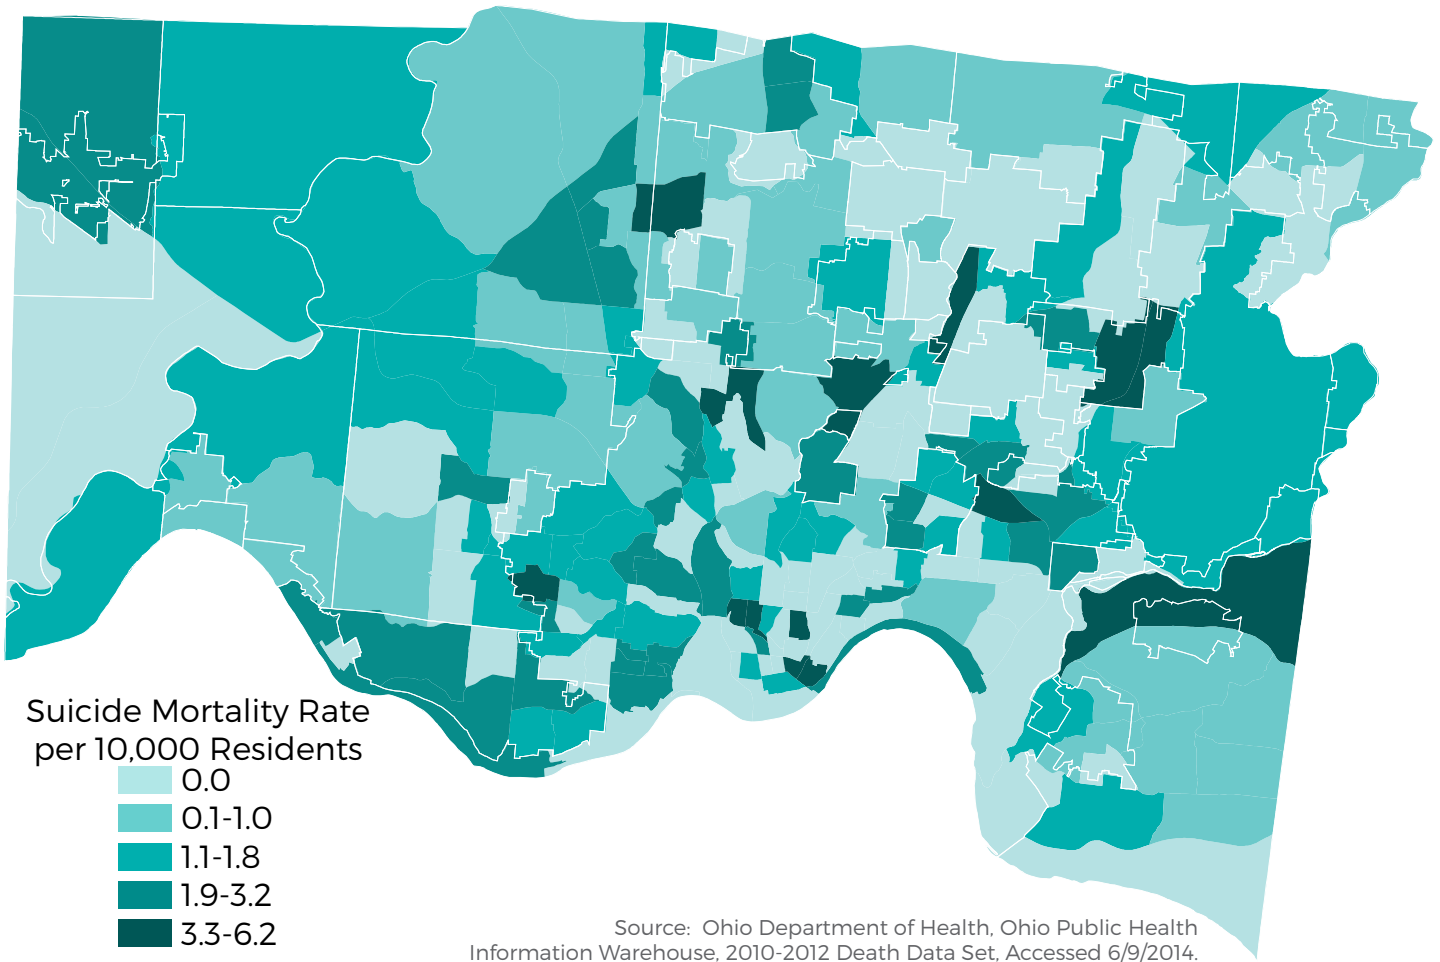 Suicide Mortality Rate
per 10,000 Residents
0.0
0.1-1.0
1.1-1.8
1.9-3.2
3.3-6.2
Source:  Ohio Department of Health, Ohio Public Health
Information Warehouse, 2010-2012 Death Data Set, Accessed 6/9/2014.